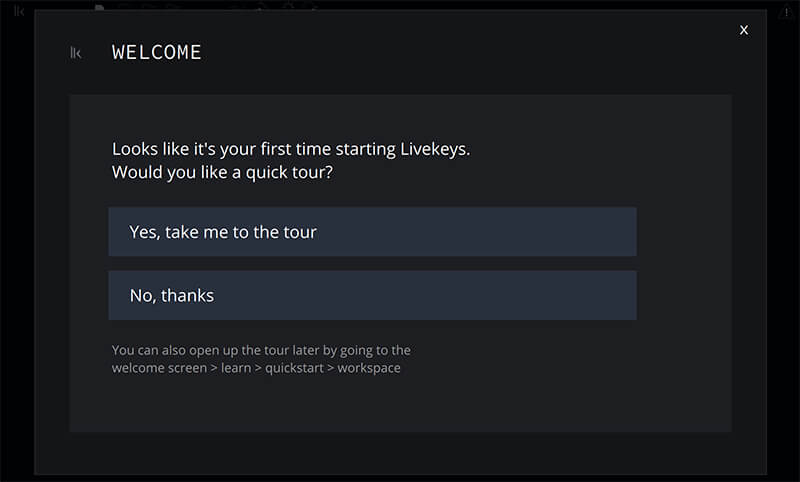 x
WELCOME
Looks like it's your first time starting Livekeys.
Would you like a quick tour?
Yes, take me to the tour
No, thanks
You can also open up the tour later by going to the
welcome screen > learn > quickstart > workspace